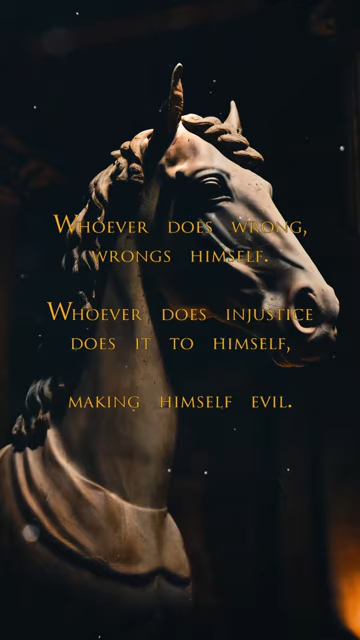 Whoever does wrong,
wrongs himself.
Whoever does injustice
does it to himself,
making himself evil.